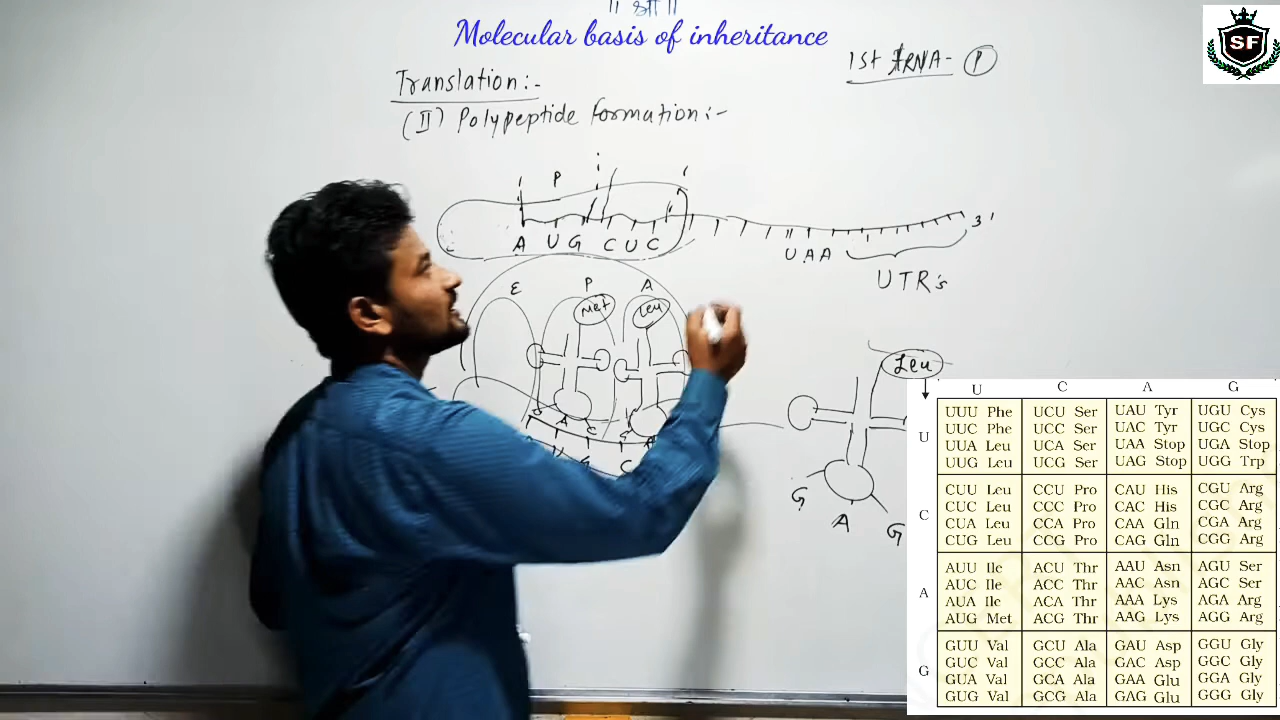 || श्री ||
Molecular basis of inheritance
SF
1st tRNA- P
Translation:-
(II) Polypeptide formation:-
P
A U G C U C
U A A
3'
UTR's
E P A
Met Leu
U A C G A
U G C
Leu
G A G
U C A G
U
UUU Phe UCU Ser UAU Tyr UGU Cys
UUC Phe UCC Ser UAC Tyr UGC Cys
UUA Leu UCA Ser UAA Stop UGA Stop
UUG Leu UCG Ser UAG Stop UGG Trp
C
CUU Leu CCU Pro CAU His CGU Arg
CUC Leu CCC Pro CAC His CGC Arg
CUA Leu CCA Pro CAA Gln CGA Arg
CUG Leu CCG Pro CAG Gln CGG Arg
A
AUU Ile ACU Thr AAU Asn AGU Ser
AUC Ile ACC Thr AAC Asn AGC Ser
AUA Ile ACA Thr AAA Lys AGA Arg
AUG Met ACG Thr AAG Lys AGG Arg
G
GUU Val GCU Ala GAU Asp GGU Gly
GUC Val GCC Ala GAC Asp GGC Gly
GUA Val GCA Ala GAA Glu GGA Gly
GUG Val GCG Ala GAG Glu GGG Gly